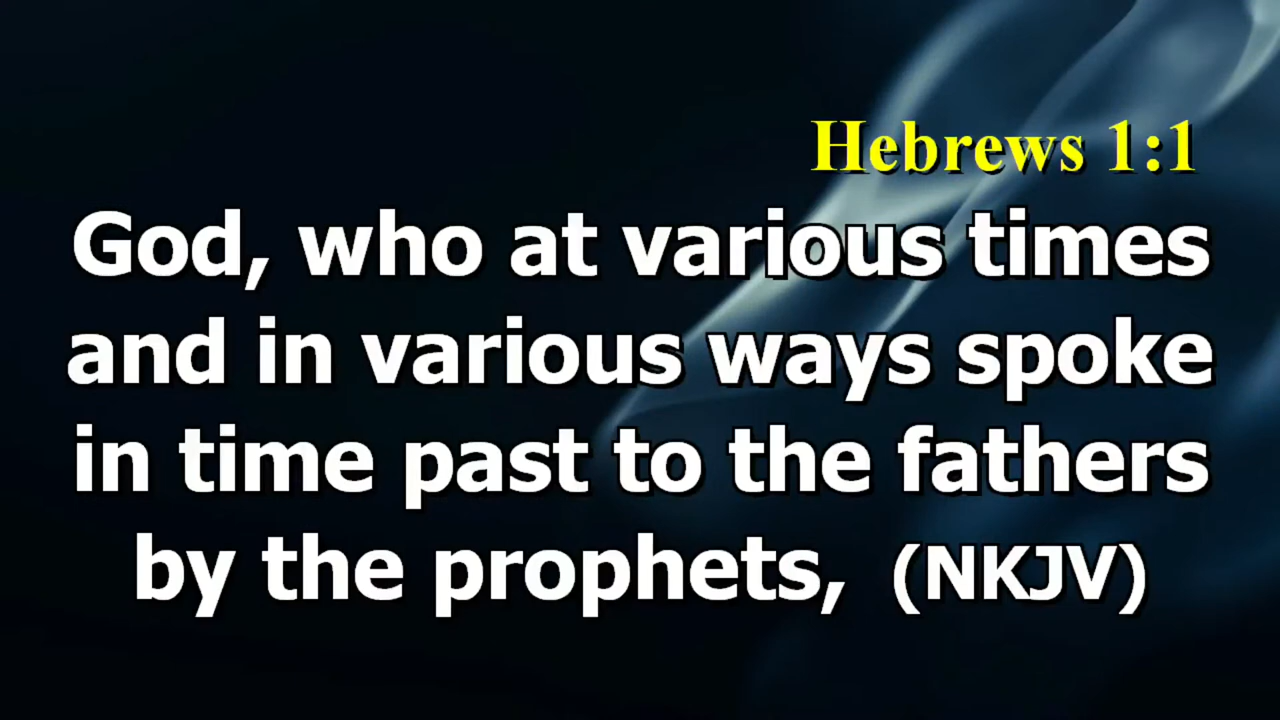 Hebrews 1:1
God, who at various times
and in various ways spoke
in time past to the fathers
by the prophets, (NKJV)